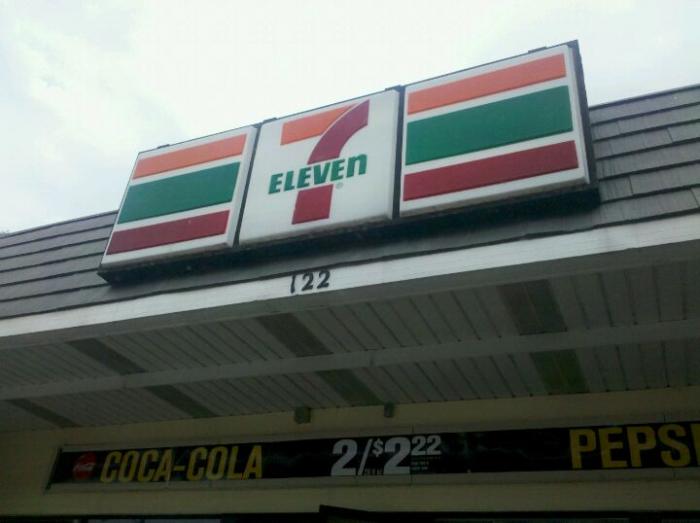 7
ELEVEn
®
122
COCA-COLA 2/$2.22 PEPSI